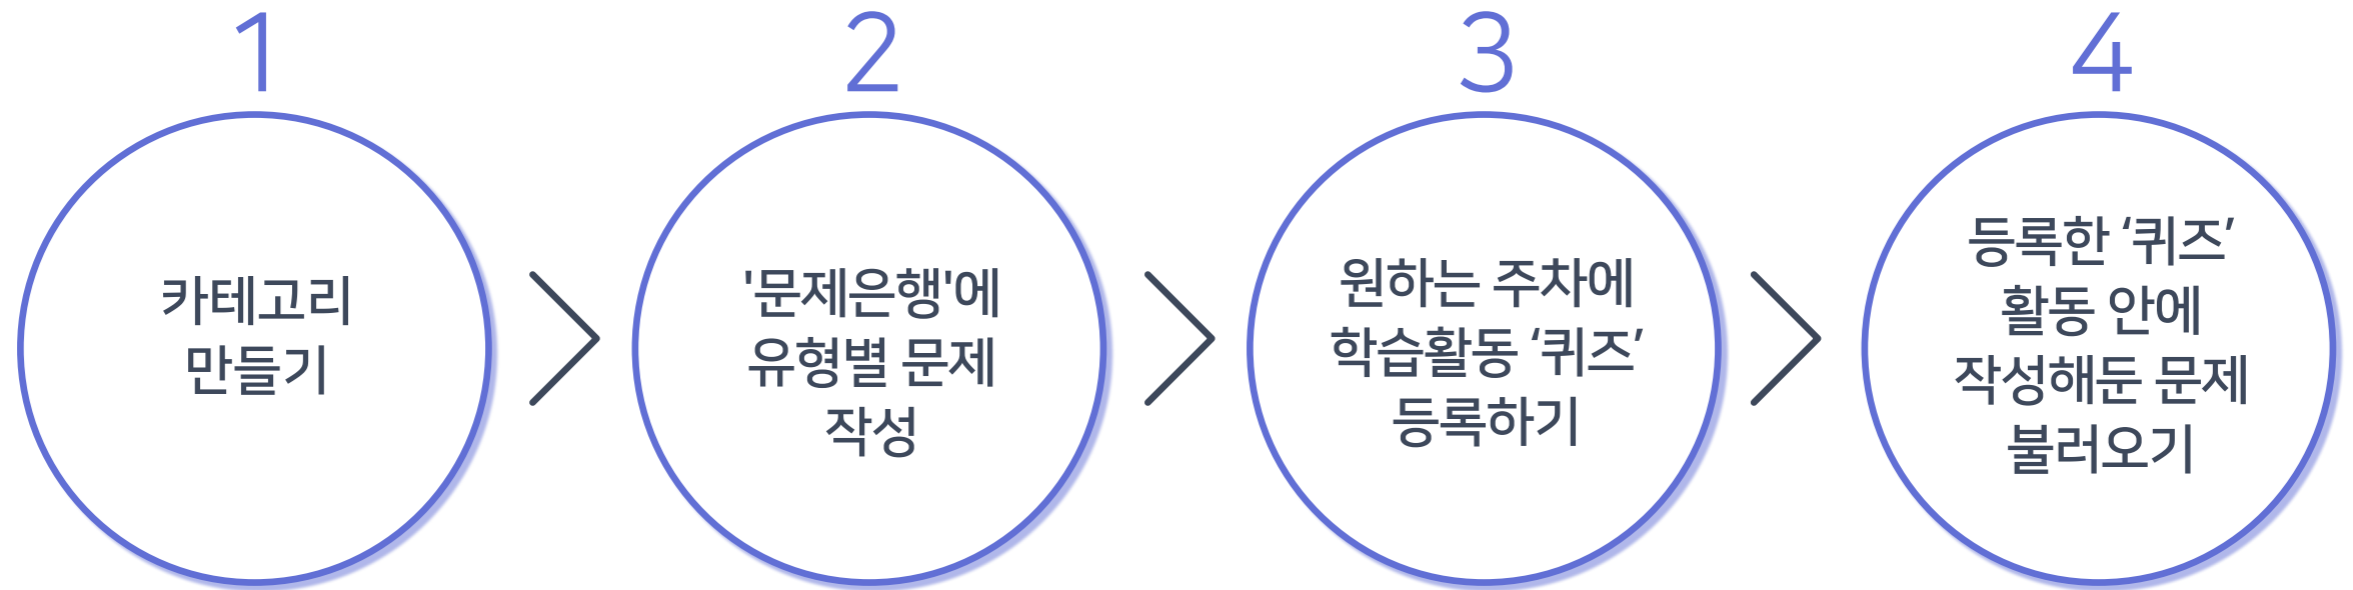 1
카테고리
만들기
2
'문제은행'에
유형별 문제
작성
3
원하는 주차에
학습활동 ‘퀴즈’
등록하기
4
등록한 ‘퀴즈’
활동 안에
작성해둔 문제
불러오기